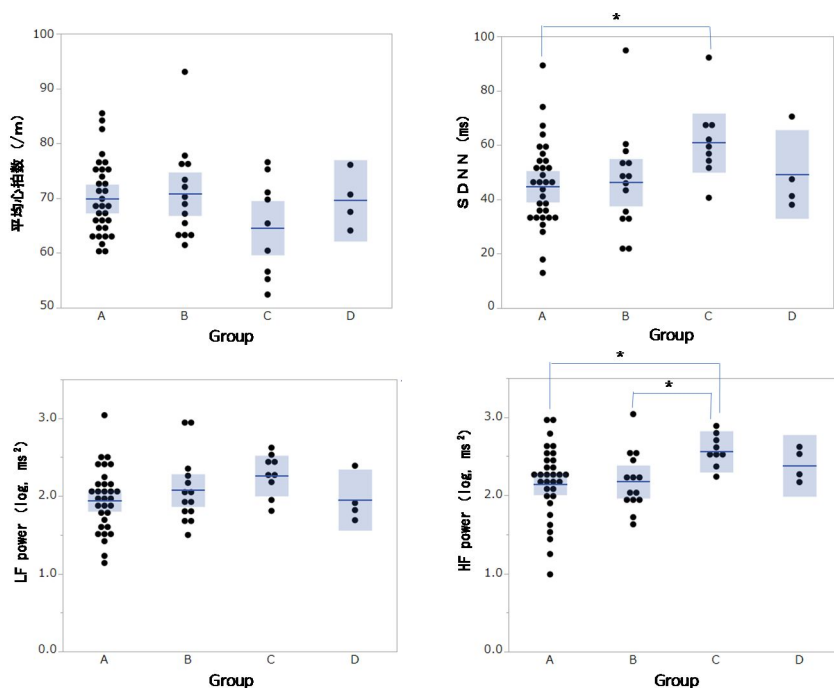 平均心拍数 (/m)
100
90
80
70
60
50
A B C D
Group
*
SDNN (ms)
100
80
60
40
20
0
A B C D
Group
LF power (log, ms²)
3.0
2.0
1.0
0.0
A B C D
Group
*
*
HF power (log, ms²)
3.0
2.0
1.0
0.0
A B C D
Group